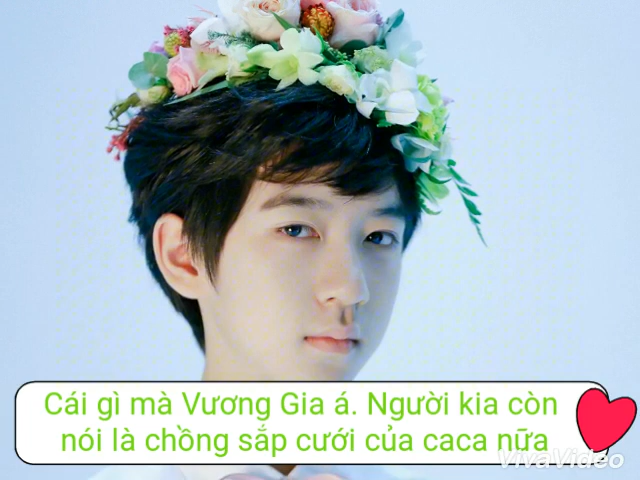 Cái gì mà Vương Gia á. Người kia còn
nói là chồng sắp cưới của caca nữa
VivaVideo